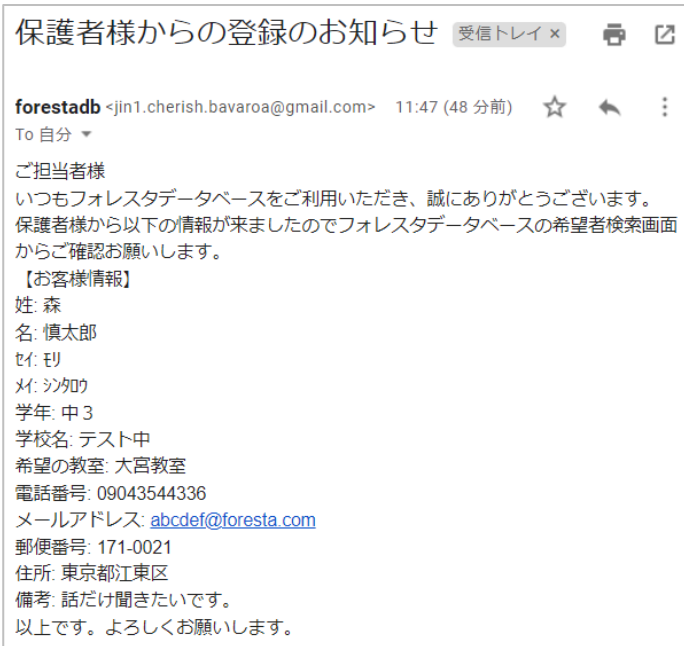 保護者様からの登録のお知らせ 受信トレイ ×
forestadb <jin1.cherish.bavaroa@gmail.com> 11:47 (48 分前)
To 自分
ご担当者様
いつもフォレスタデータベースをご利用いただき、誠にありがとうございます。
保護者様から以下の情報が来ましたのでフォレスタデータベースの希望者検索画面
からご確認お願いします。
【お客様情報】
姓: 森
名: 慎太郎
ｾｲ: ﾓﾘ
ﾒｲ: ｼﾝﾀﾛｳ
学年: 中３
学校名: テスト中
希望の教室: 大宮教室
電話番号: 09043544336
メールアドレス: abcdef@foresta.com
郵便番号: 171-0021
住所: 東京都江東区
備考: 話だけ聞きたいです。
以上です。よろしくお願いします。